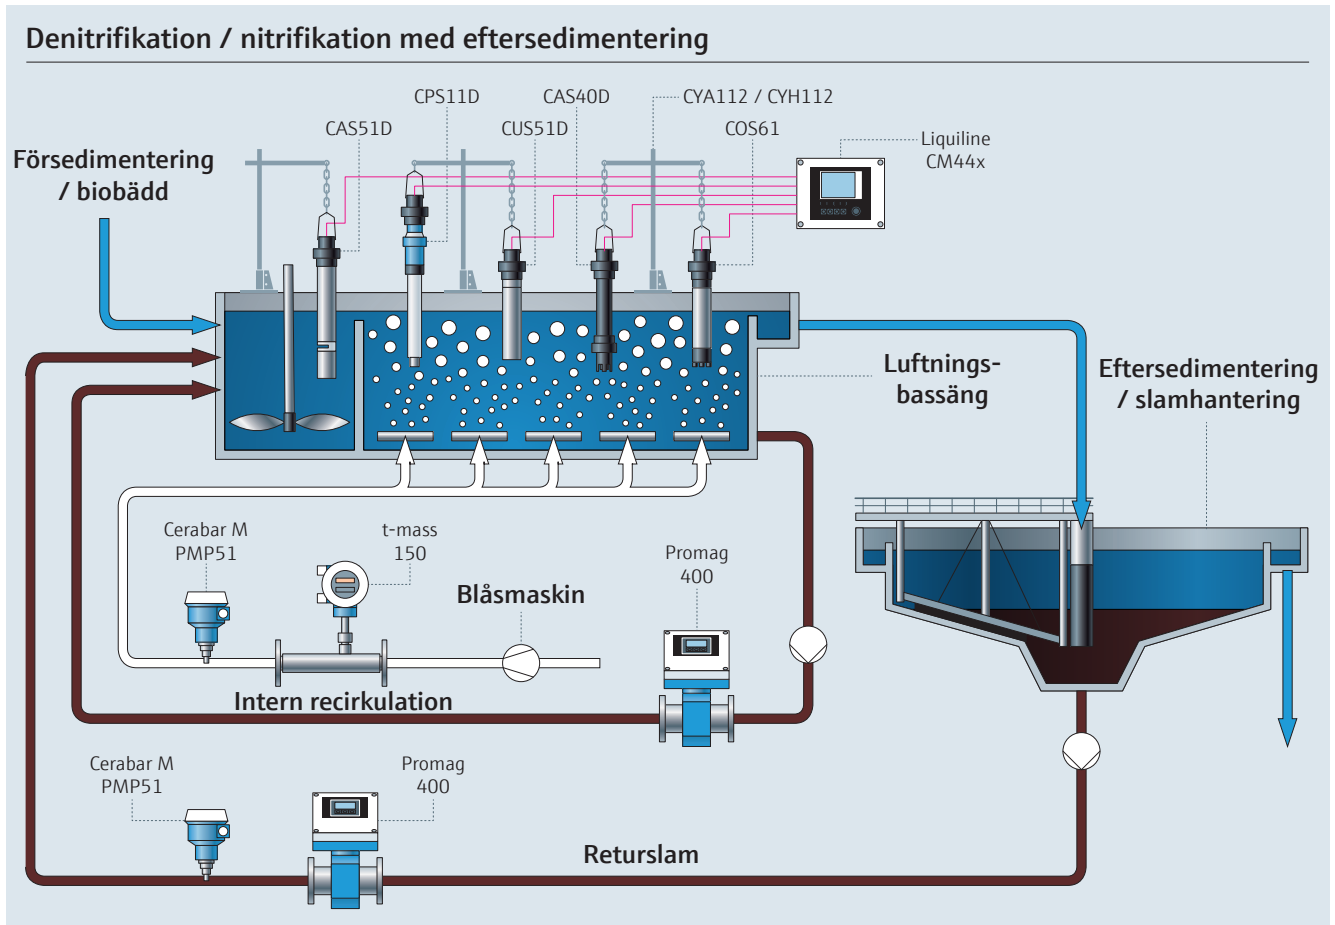 Denitrifikation / nitrifikation med eftersedimentering
CPS11D
CAS40D
CYA112 / CYH112
CAS51D
CUS51D
COS61
Liquiline
CM44x
Försedimentering
/ biobädd
Luftnings-
bassäng
Eftersedimentering
/ slamhantering
Cerabar M
PMP51
t-mass
150
Promag
400
Blåsmaskin
Intern recirkulation
Cerabar M
PMP51
Promag
400
Returslam